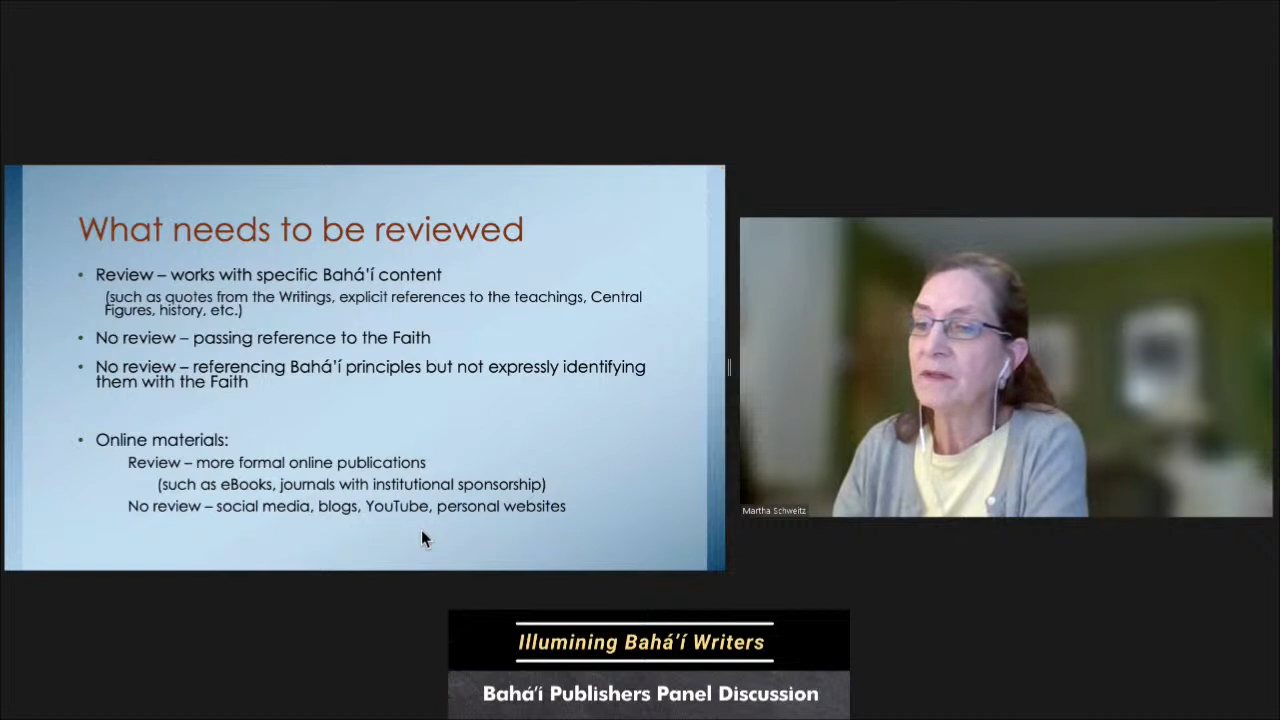 What needs to be reviewed
• Review – works with specific Bahá'í content
(such as quotes from the Writings, explicit references to the teachings, Central
Figures, history, etc.)
• No review – passing reference to the Faith
• No review – referencing Bahá'í principles but not expressly identifying
them with the Faith
• Online materials:
Review – more formal online publications
(such as eBooks, journals with institutional sponsorship)
No review – social media, blogs, YouTube, personal websites
Martha Schweitz
Illumining Bahá'í Writers
Bahá'í Publishers Panel Discussion